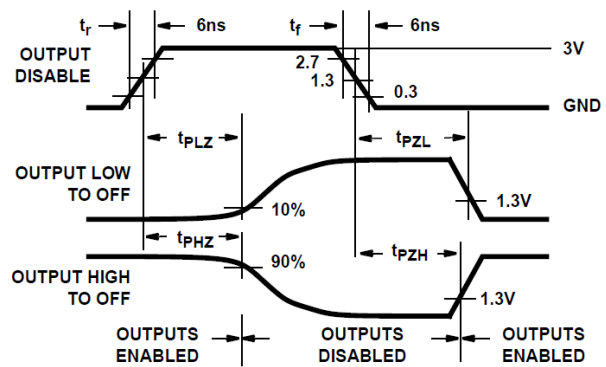 tr 6ns tf 6ns
OUTPUT
DISABLE
2.7
1.3
0.3
3V
GND
tPLZ tPZL
OUTPUT LOW
TO OFF
10%
1.3V
tPHZ tPZH
OUTPUT HIGH
TO OFF
90%
1.3V
OUTPUTS
ENABLED
OUTPUTS
DISABLED
OUTPUTS
ENABLED